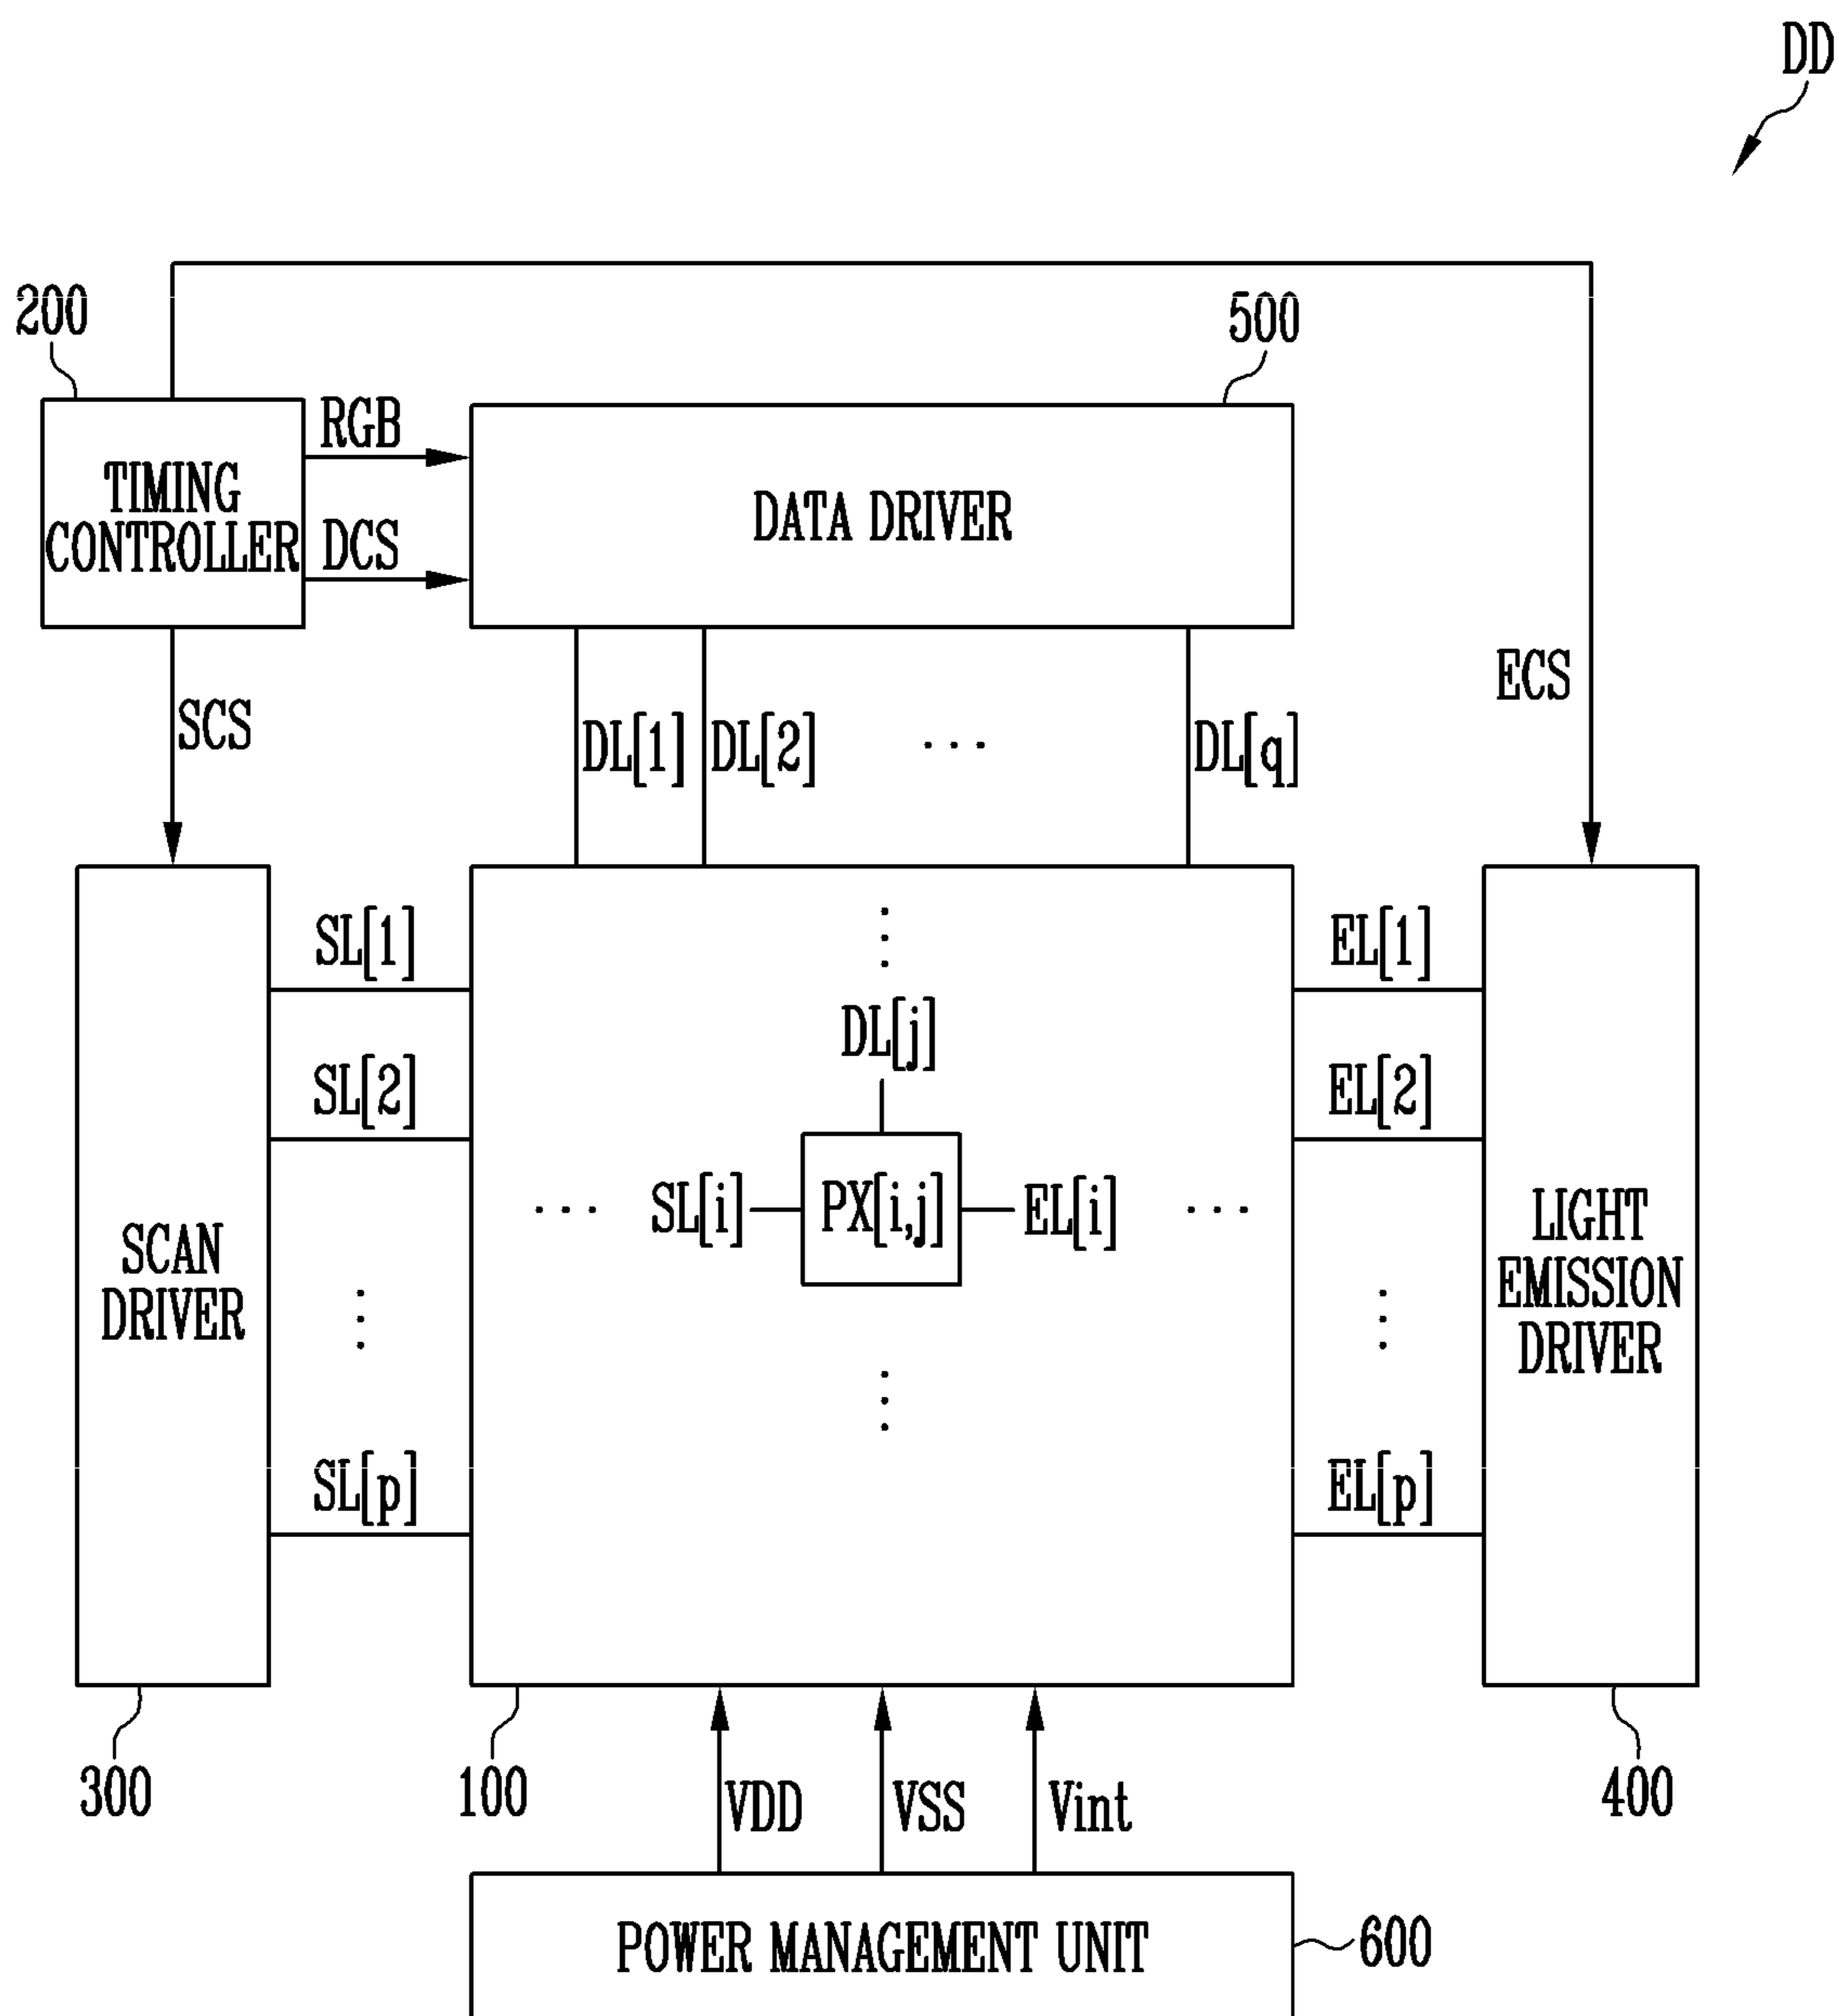 DD
200
500
RGB
TIMING
CONTROLLER
DCS
DATA DRIVER
SCS
ECS
DL[1]
DL[2]
...
DL[q]
SL[1]
EL[1]
DL[j]
SL[2]
EL[2]
... SL[i] PX[i,j] EL[i] ...
SCAN
DRIVER
LIGHT
EMISSION
DRIVER
SL[p]
EL[p]
300
100
400
VDD
VSS
Vint
POWER MANAGEMENT UNIT
600